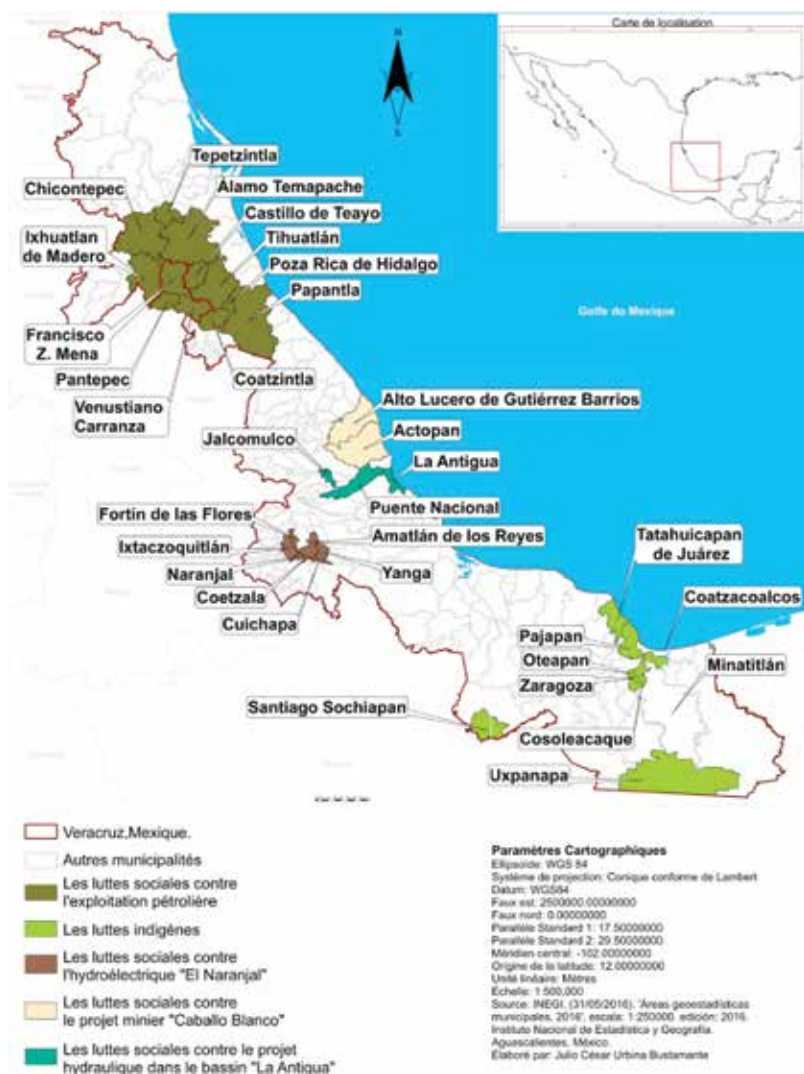 Carte de localisation
N
S
Tepetzintla
Chicontepec
Álamo Temapache
Castillo de Teayo
Ixhuatlan
de Madero
Tihuatlán
Poza Rica de Hidalgo
Papantla
Golfe du Mexique
Francisco
Z. Mena
Pantepec
Coatzintla
Venustiano
Carranza
Alto Lucero de Gutiérrez Barrios
Jalcomulco
Actopan
La Antigua
Puente Nacional
Fortín de las Flores
Amatlán de los Reyes
Ixtaczoquitlán
Naranjal
Yanga
Coetzala
Cuichapa
Tatahuicapan
de Juárez
Coatzacoalcos
Pajapan
Oteapan
Minatitlán
Zaragoza
Santiago Sochiapan
Cosoleacaque
Uxpanapa
Veracruz,Mexique.
Autres municipalités
Les luttes sociales contre
l'exploitation pétrolière
Les luttes indigènes
Les luttes sociales contre
l'hydroélectrique "El Naranjal"
Les luttes sociales contre
le projet minier "Caballo Blanco"
Les luttes sociales contre le projet
hydraulique dans le bassin "La Antigua"
Paramètres Cartographiques
Ellipsoïde: WGS 84
Système de projection: Conique conforme de Lambert
Datum: WGS84
Faux est: 2500000.00000000
Faux nord: 0.00000000
Parallèle Standard 1: 17.50000000
Parallèle Standard 2: 29.50000000
Méridien central: -102.00000000
Origine de la latitude: 12.00000000
Unité linéaire: Mètres
Échelle: 1:500,000
Source: INEGI. (31/05/2016). 'Áreas geoestadísticas
municipales, 2016', escala: 1:250000. edición: 2016.
Instituto Nacional de Estadística y Geografía.
Aguascalientes, México.
Élaboré par: Julio César Urbina Bustamante